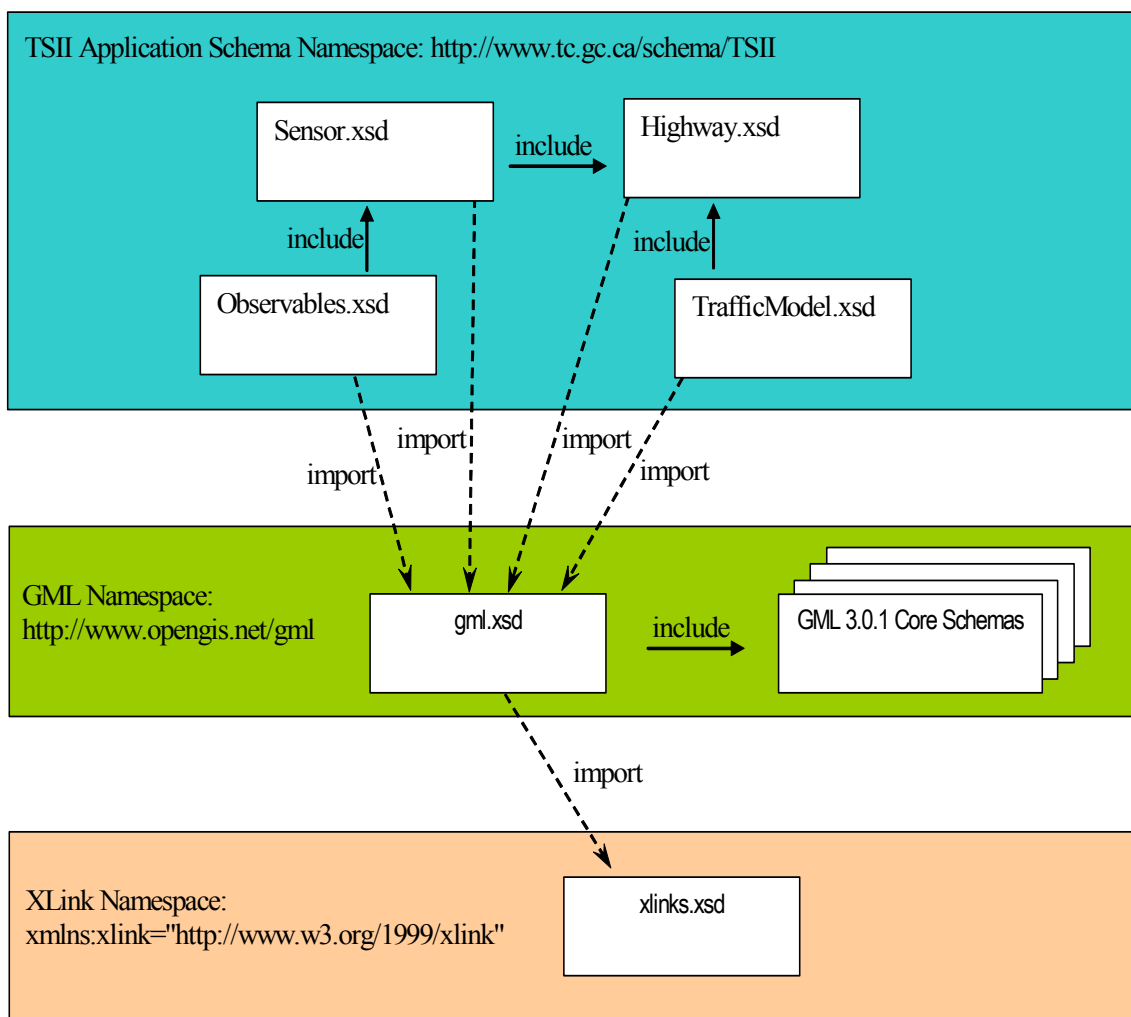 TSII Application Schema Namespace: http://www.tc.gc.ca/schema/TSII
Sensor.xsd
include
Highway.xsd
include
include
Observables.xsd
TrafficModel.xsd
import
import
import
import
GML Namespace:
http://www.opengis.net/gml
gml.xsd
include
GML 3.0.1 Core Schemas
import
XLink Namespace:
xmlns:xlink="http://www.w3.org/1999/xlink"
xlinks.xsd